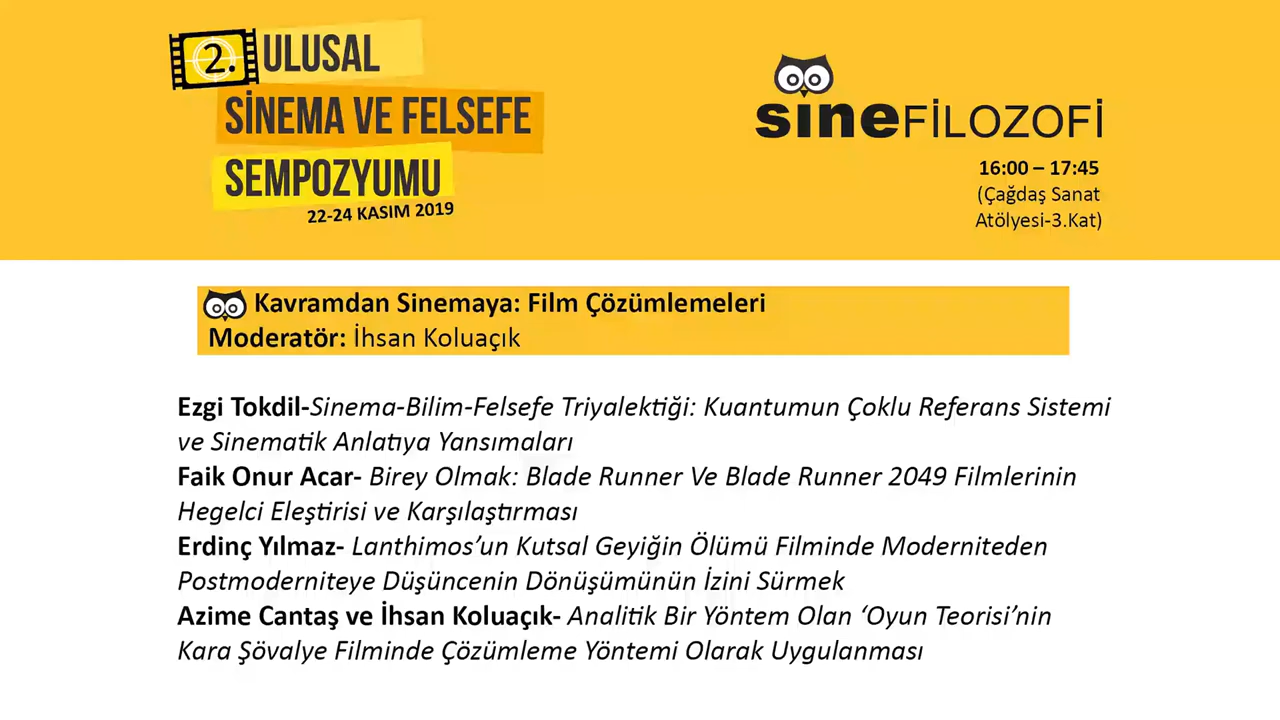 2. ULUSAL
SİNEMA VE FELSEFE
SEMPOZYUMU
22-24 KASIM 2019
sineFİLOZOFİ
16:00 – 17:45
(Çağdaş Sanat
Atölyesi-3.Kat)
Kavramdan Sinemaya: Film Çözümlemeleri
Moderatör: İhsan Koluaçık
Ezgi Tokdil-Sinema-Bilim-Felsefe Triyalektiği: Kuantumun Çoklu Referans Sistemi
ve Sinematik Anlatıya Yansımaları
Faik Onur Acar- Birey Olmak: Blade Runner Ve Blade Runner 2049 Filmlerinin
Hegelci Eleştirisi ve Karşılaştırması
Erdinç Yılmaz- Lanthimos’un Kutsal Geyiğin Ölümü Filminde Moderniteden
Postmoderniteye Düşüncenin Dönüşümünün İzini Sürmek
Azime Cantaş ve İhsan Koluaçık- Analitik Bir Yöntem Olan ‘Oyun Teorisi’nin
Kara Şövalye Filminde Çözümleme Yöntemi Olarak Uygulanması